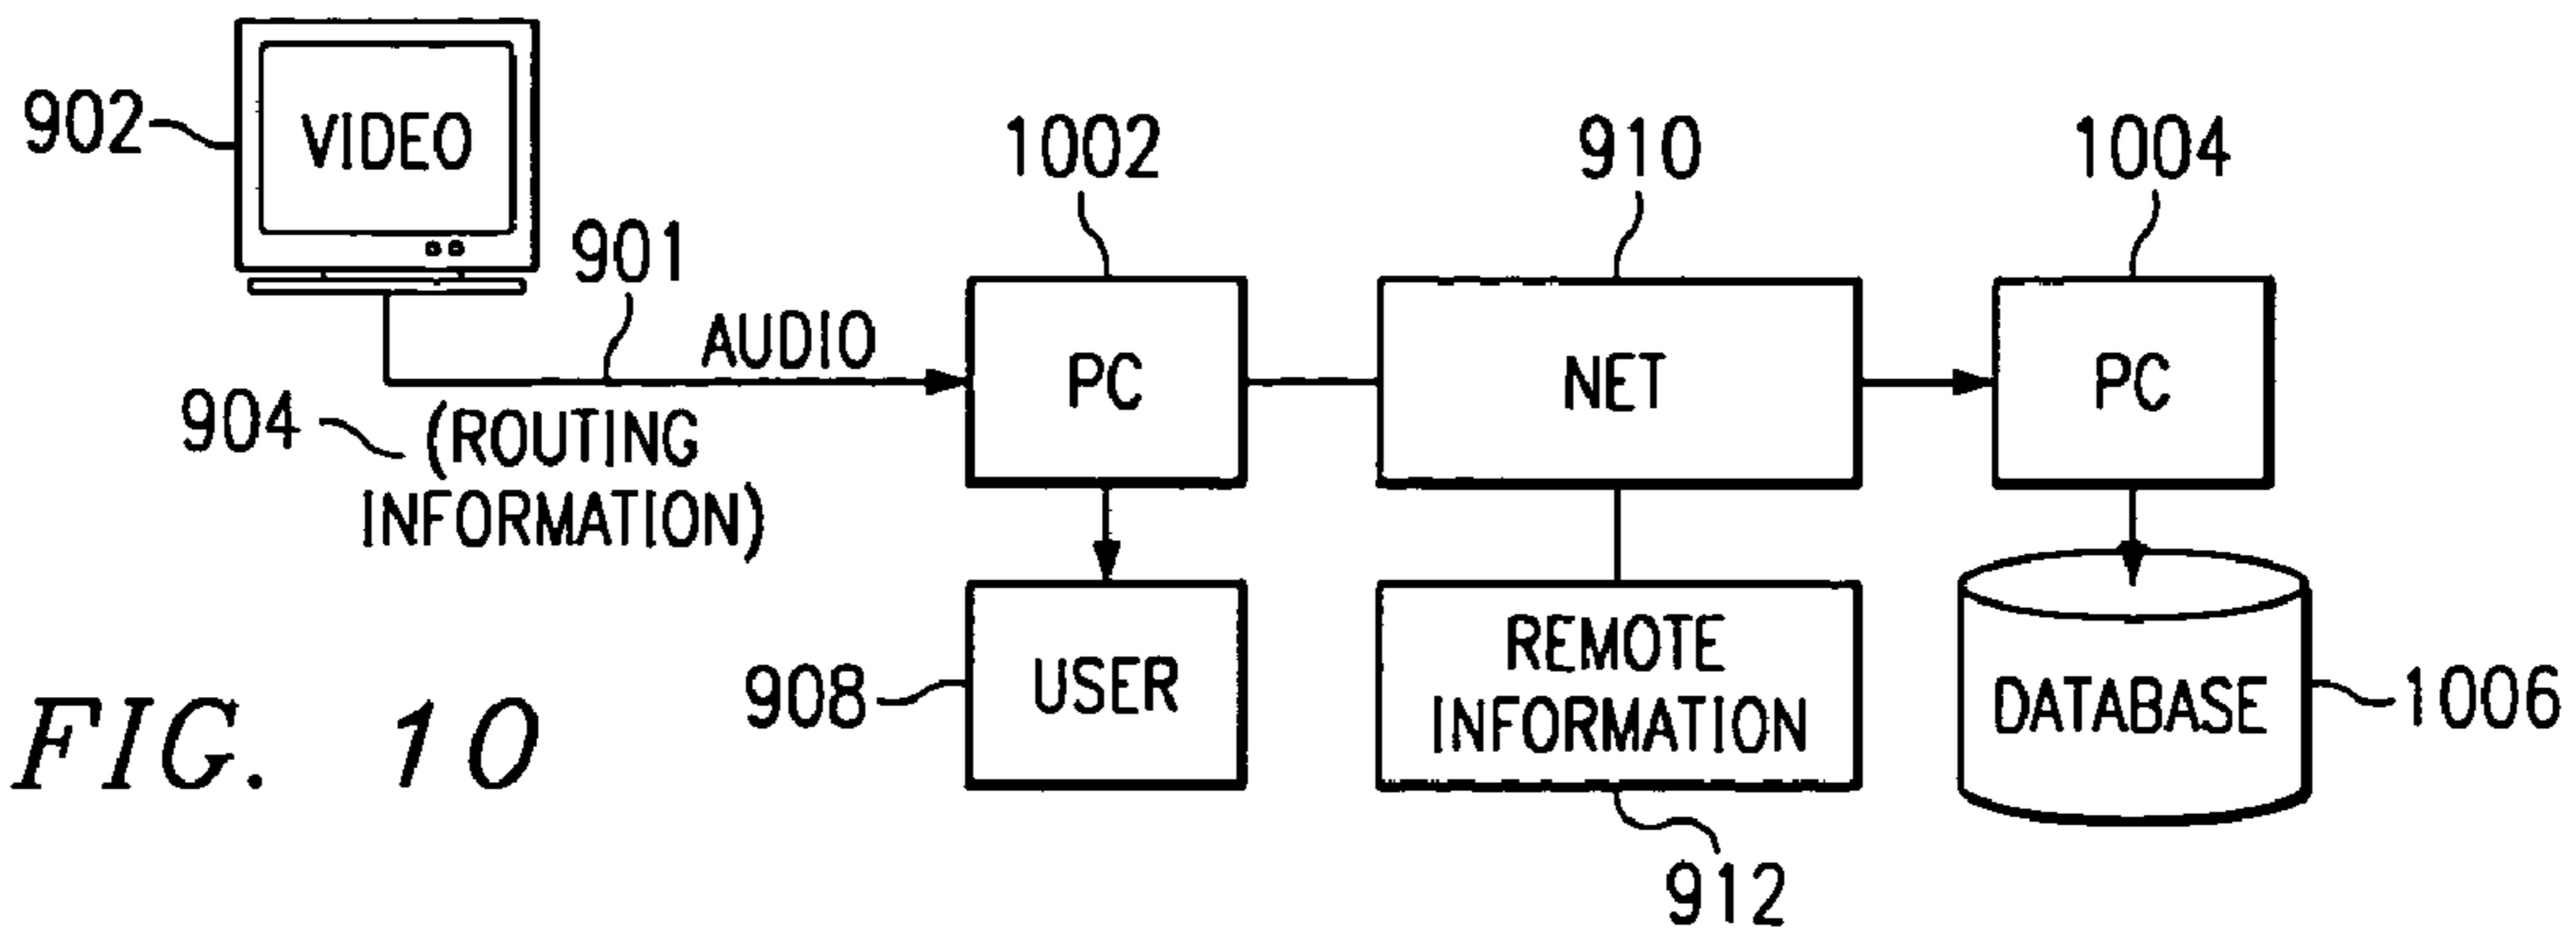 902
VIDEO
901
AUDIO
904
(ROUTING
INFORMATION)
1002
PC
910
NET
1004
PC
908
USER
REMOTE
INFORMATION
912
DATABASE
1006
FIG. 10